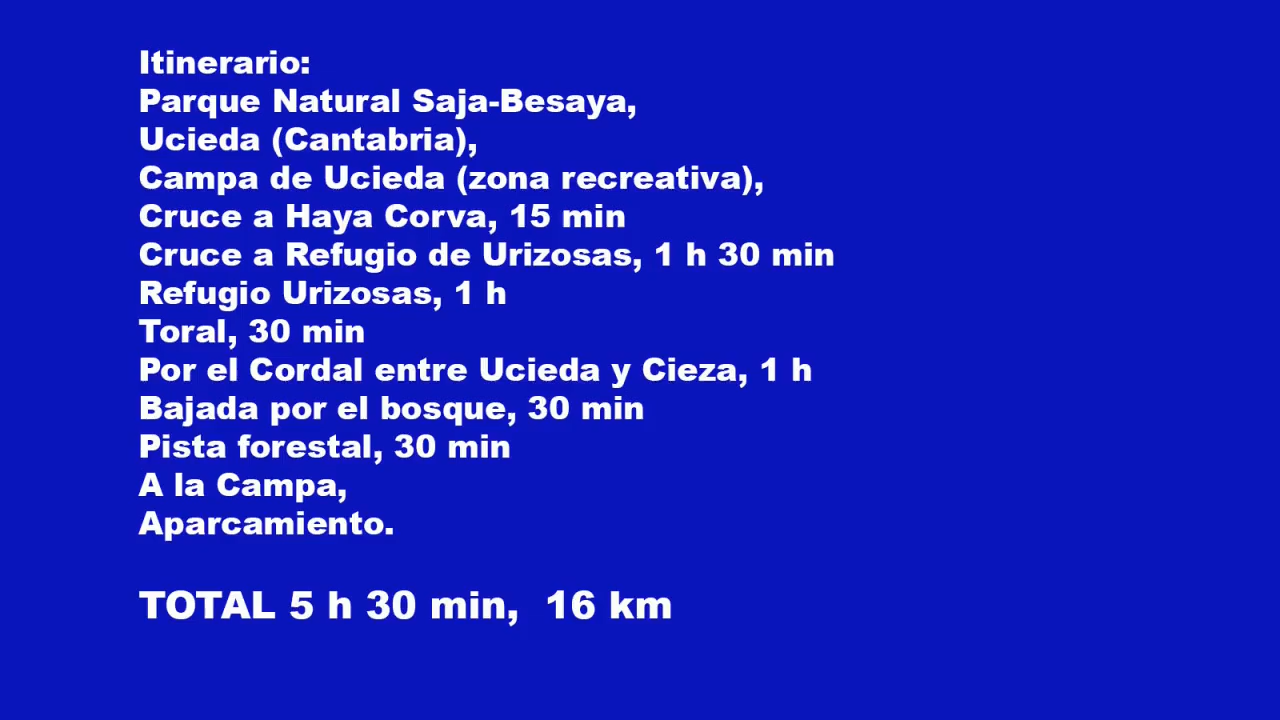 Itinerario:
Parque Natural Saja-Besaya,
Ucieda (Cantabria),
Campa de Ucieda (zona recreativa),
Cruce a Haya Corva, 15 min
Cruce a Refugio de Urizosas, 1 h 30 min
Refugio Urizosas, 1 h
Toral, 30 min
Por el Cordal entre Ucieda y Cieza, 1 h
Bajada por el bosque, 30 min
Pista forestal, 30 min
A la Campa,
Aparcamiento.
TOTAL 5 h 30 min,  16 km